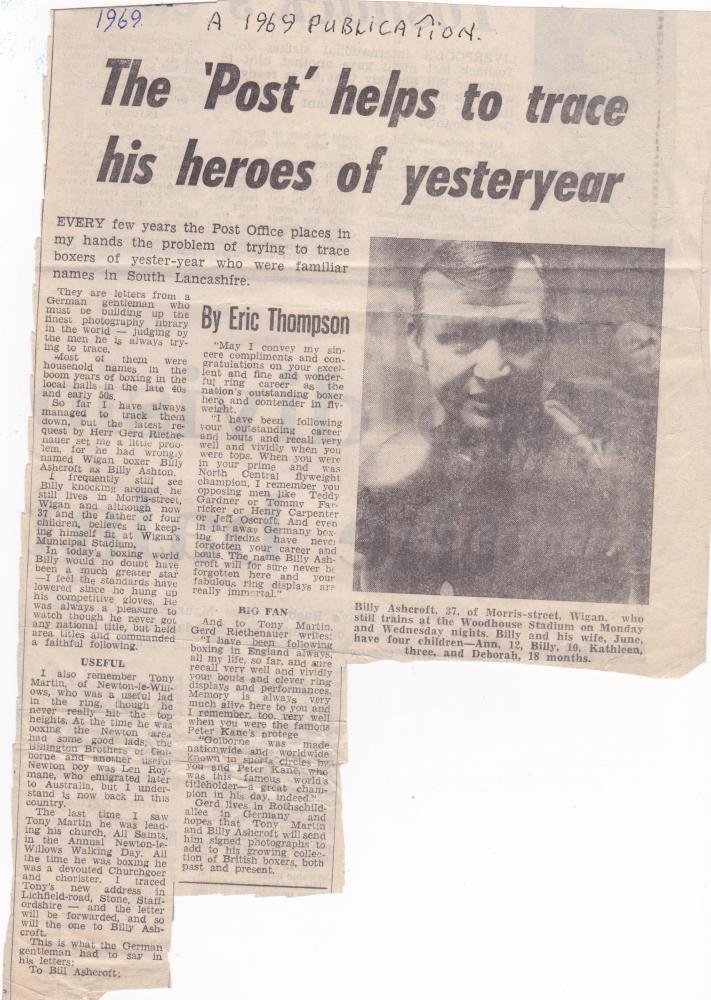 1969.
A 1969 PUBLICATION.
The 'Post' helps to trace
his heroes of yesteryear
EVERY few years the Post Office places in
my hands the problem of trying to trace
boxers of yester-year who were familiar
names in South Lancashire.
They are letters from a
German gentleman who
must be building up the
finest photography library
in the world — judging by
the men he is always try-
ing to trace.
Most of them were
household names in the
boom years of boxing in the
local halls in the late 40s
and early 50s.
So far I have always
managed to track them
down, but the latest re-
quest by Herr Gerd Riethe-
nauer set me a little prob-
lem, for he had wrongly
named Wigan boxer Billy
Ashcroft as Billy Ashton.
I frequently still see
Billy knocking around, he
still lives in Morris-street,
Wigan and although now
37 and the father of four
children, believes in keep-
ing himself fit at Wigan's
Municipal Stadium.
In today's boxing world
Billy would no doubt have
been a much greater star
—I feel the standards have
lowered since he hung up
his competitive gloves. He
was always a pleasure to
watch though he never got
any national title, but held
area titles and commanded
a faithful following.
USEFUL
I also remember Tony
Martin, of Newton-le-Will-
ows, who was a useful lad
in the ring, though he
never really hit the top
heights. At the time he was
boxing the Newton area
had some good lads, the
Billington Brothers of Gol-
borne and another useful
Newton boy was Len Roy-
mane, who emigrated later
to Australia, but I under-
stand is now back in this
country.
The last time I saw
Tony Martin he was lead-
ing his church, All Saints,
in the Annual Newton-le-
Willows Walking Day. All
the time he was boxing he
was a devouted Churchgoer
and chorister. I traced
Tony's new address in
Lichfield-road, Stone, Staff-
ordshire — and the letter
will be forwarded, and so
will the one to Billy Ash-
croft.
This is what the German
gentleman had to say in
his letters:
To Bill Ashcroft:
By Eric Thompson
"May I convey my sin-
cere compliments and con-
gratulations on your excel-
lent and fine and wonder-
ful ring career as the
nation's outstanding boxer
hero and contender in fly-
weight.
"I have been following
your outstanding career
and bouts and recall very
well and vividly when you
were tops. When you were
in your prime and was
North Central flyweight
champion, I remember you
opposing men like Teddy
Gardner or Tommy Far-
ricker or Henry Carpenter
or Jeff Oscroft. And even
in far away Germany box-
ing friedns have never
forgotten your career and
bouts. The name Billy Ash-
croft will for sure never be
forgotten here and your
fabulous ring displays are
really immortal."
BIG FAN
And to Tony Martin,
Gerd Riethenauer writes:
"I have been following
boxing in England always,
all my life, so far, and sure
recall very well and vividly
your bouts and clever ring
displays and performances.
Memory is always very
much alive here to you and
I remember, too, very well
when you were the famous
Peter Kane's protege
"Golborne was made
nationwide and worldwide
known in sports circles by
you and Peter Kane, who
was this famous world's
titleholder—a great cham-
pion in his day, indeed."
Gerd lives in Rothschild-
allee in Germany and
hopes that Tony Martin
and Billy Ashcroft will send
him signed photographs to
add to his growing collec-
tion of British boxers, both
past and present.
Billy Ashcroft, 37, of Morris-street, Wigan, who
still trains at the Woodhouse Stadium on Monday
and Wednesday nights. Billy and his wife, June,
have four children—Ann, 12, Billy, 10, Kathleen,
three, and Deborah, 18 months.